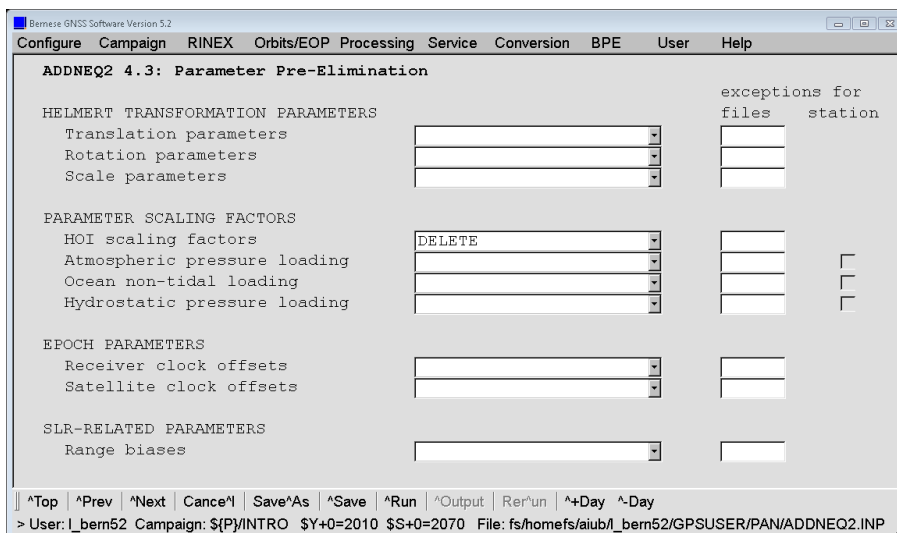 Bernese GNSS Software Version 5.2
Configure Campaign RINEX Orbits/EOP Processing Service Conversion BPE User Help
ADDNEQ2 4.3: Parameter Pre-Elimination
exceptions for
HELMERT TRANSFORMATION PARAMETERS files station
Translation parameters
Rotation parameters
Scale parameters
PARAMETER SCALING FACTORS
HOI scaling factors DELETE
Atmospheric pressure loading
Ocean non-tidal loading
Hydrostatic pressure loading
EPOCH PARAMETERS
Receiver clock offsets
Satellite clock offsets
SLR-RELATED PARAMETERS
Range biases
^Top | ^Prev | ^Next | Cance^l | Save^As | ^Save | ^Run | ^Output | Rer^un | ^+Day ^-Day
> User: l_bern52 Campaign: ${P}/INTRO $Y+0=2010 $S+0=2070 File: fs/homefs/aiub/l_bern52/GPSUSER/PAN/ADDNEQ2.INP